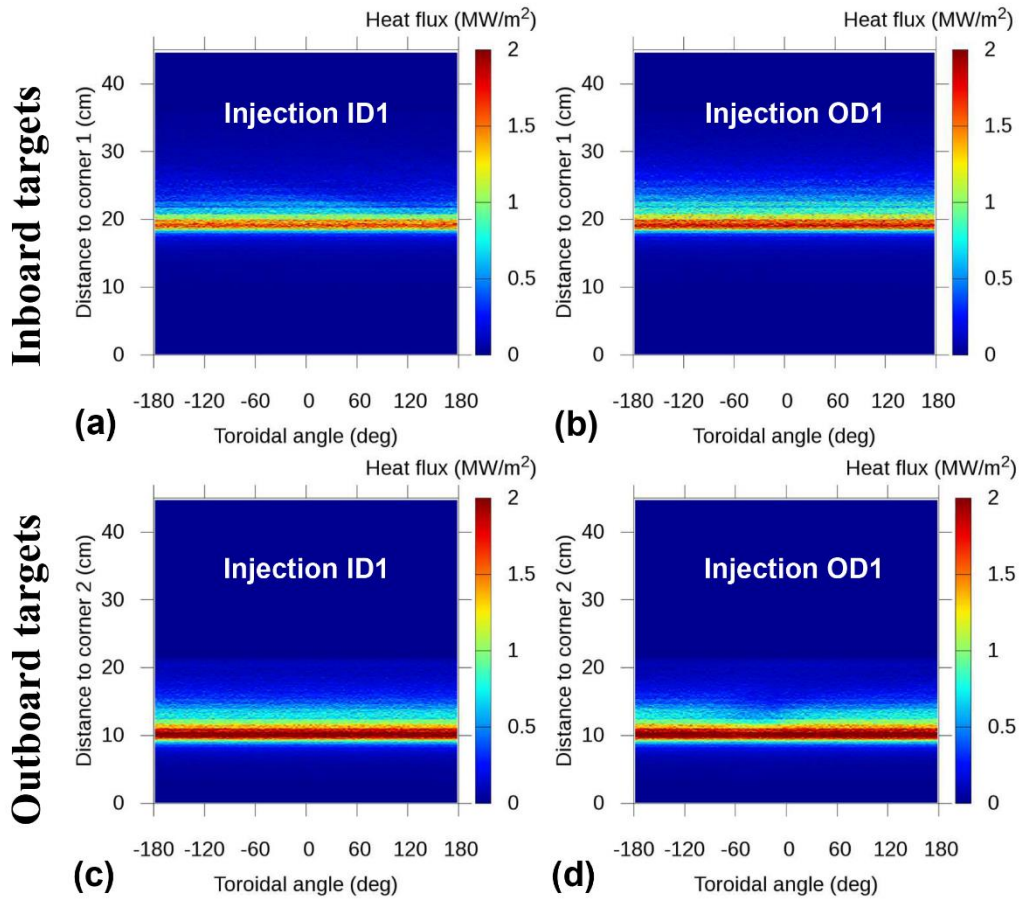 Inboard targets
Heat flux (MW/m²)
Distance to corner 1 (cm)
40
30
20
10
0
Injection ID1
2
1.5
1
0.5
0
-180 -120 -60 0 60 120 180
(a)
Toroidal angle (deg)
Heat flux (MW/m²)
Distance to corner 1 (cm)
40
30
20
10
0
Injection OD1
2
1.5
1
0.5
0
-180 -120 -60 0 60 120 180
(b)
Toroidal angle (deg)
Outboard targets
Heat flux (MW/m²)
Distance to corner 2 (cm)
40
30
20
10
0
Injection ID1
2
1.5
1
0.5
0
-180 -120 -60 0 60 120 180
(c)
Toroidal angle (deg)
Heat flux (MW/m²)
Distance to corner 2 (cm)
40
30
20
10
0
Injection OD1
2
1.5
1
0.5
0
-180 -120 -60 0 60 120 180
(d)
Toroidal angle (deg)